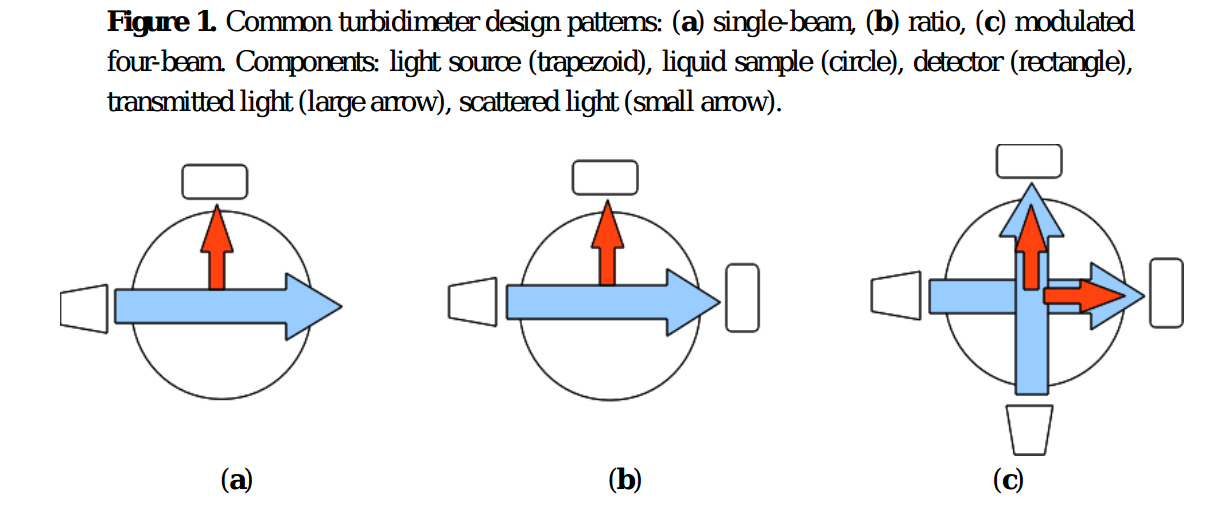 Figure 1. Common turbidimeter design patterns: (a) single-beam, (b) ratio, (c) modulated
four-beam. Components: light source (trapezoid), liquid sample (circle), detector (rectangle),
transmitted light (large arrow), scattered light (small arrow).
(a) (b) (c)